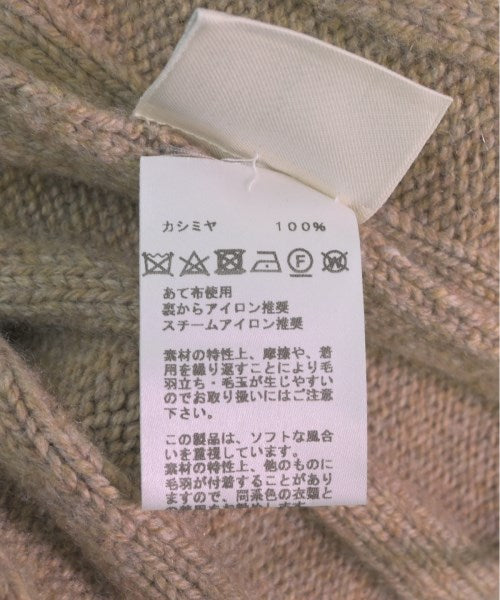 カシミヤ 100%
F W
あて布使用
裏からアイロン推奨
スチームアイロン推奨
素材の特性上、摩擦や、着
用を繰り返すことにより毛
羽立ち・毛玉が生じやすい
のでお取り扱いにはご注意
下さい。
この製品は、ソフトな風合
いを重視しています。
素材の特性上、他のものに
毛羽が付着することがあり
ますので、同系色の衣類と